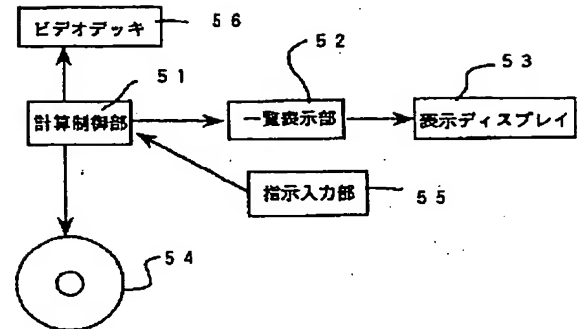 ビデオデッキ
５６
５１
５２
５３
計算制御部
一覧表示部
表示ディスプレイ
指示入力部
５５
５４